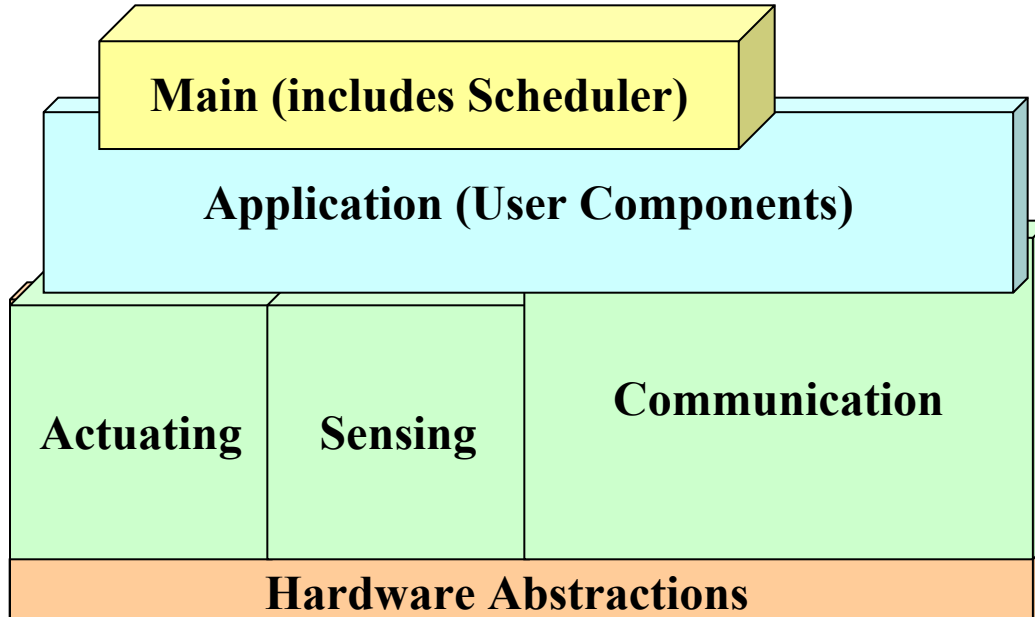 Main (includes Scheduler)
Application (User Components)
Communication
Actuating
Sensing
Hardware Abstractions